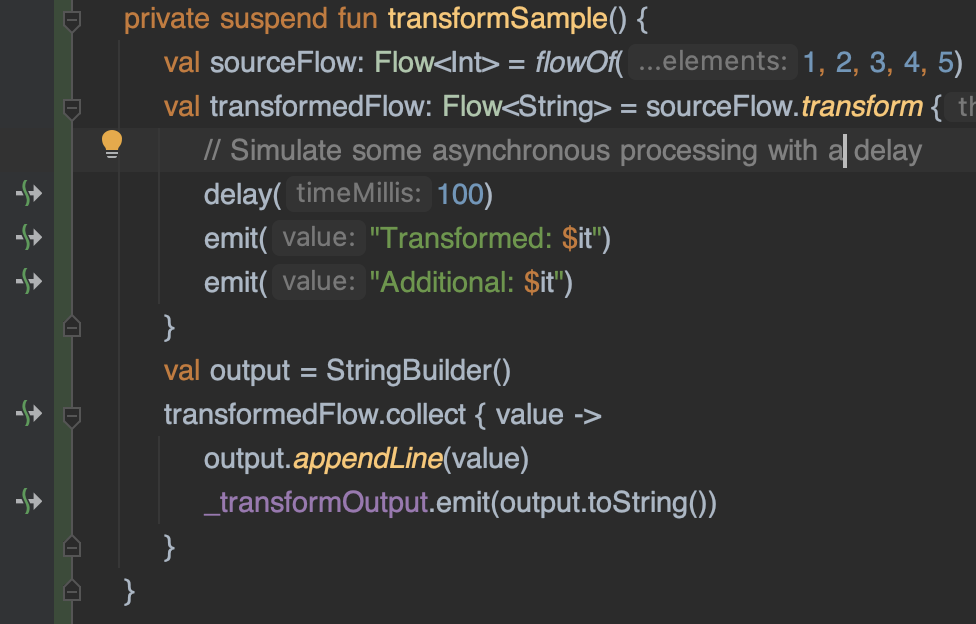 private suspend fun transformSample() {
val sourceFlow: Flow<Int> = flowOf( ...elements: 1, 2, 3, 4, 5)
val transformedFlow: Flow<String> = sourceFlow.transform {
// Simulate some asynchronous processing with a delay
delay( timeMillis: 100)
emit( value: "Transformed: $it")
emit( value: "Additional: $it")
}
val output = StringBuilder()
transformedFlow.collect { value ->
output.appendLine(value)
_transformOutput.emit(output.toString())
}
}